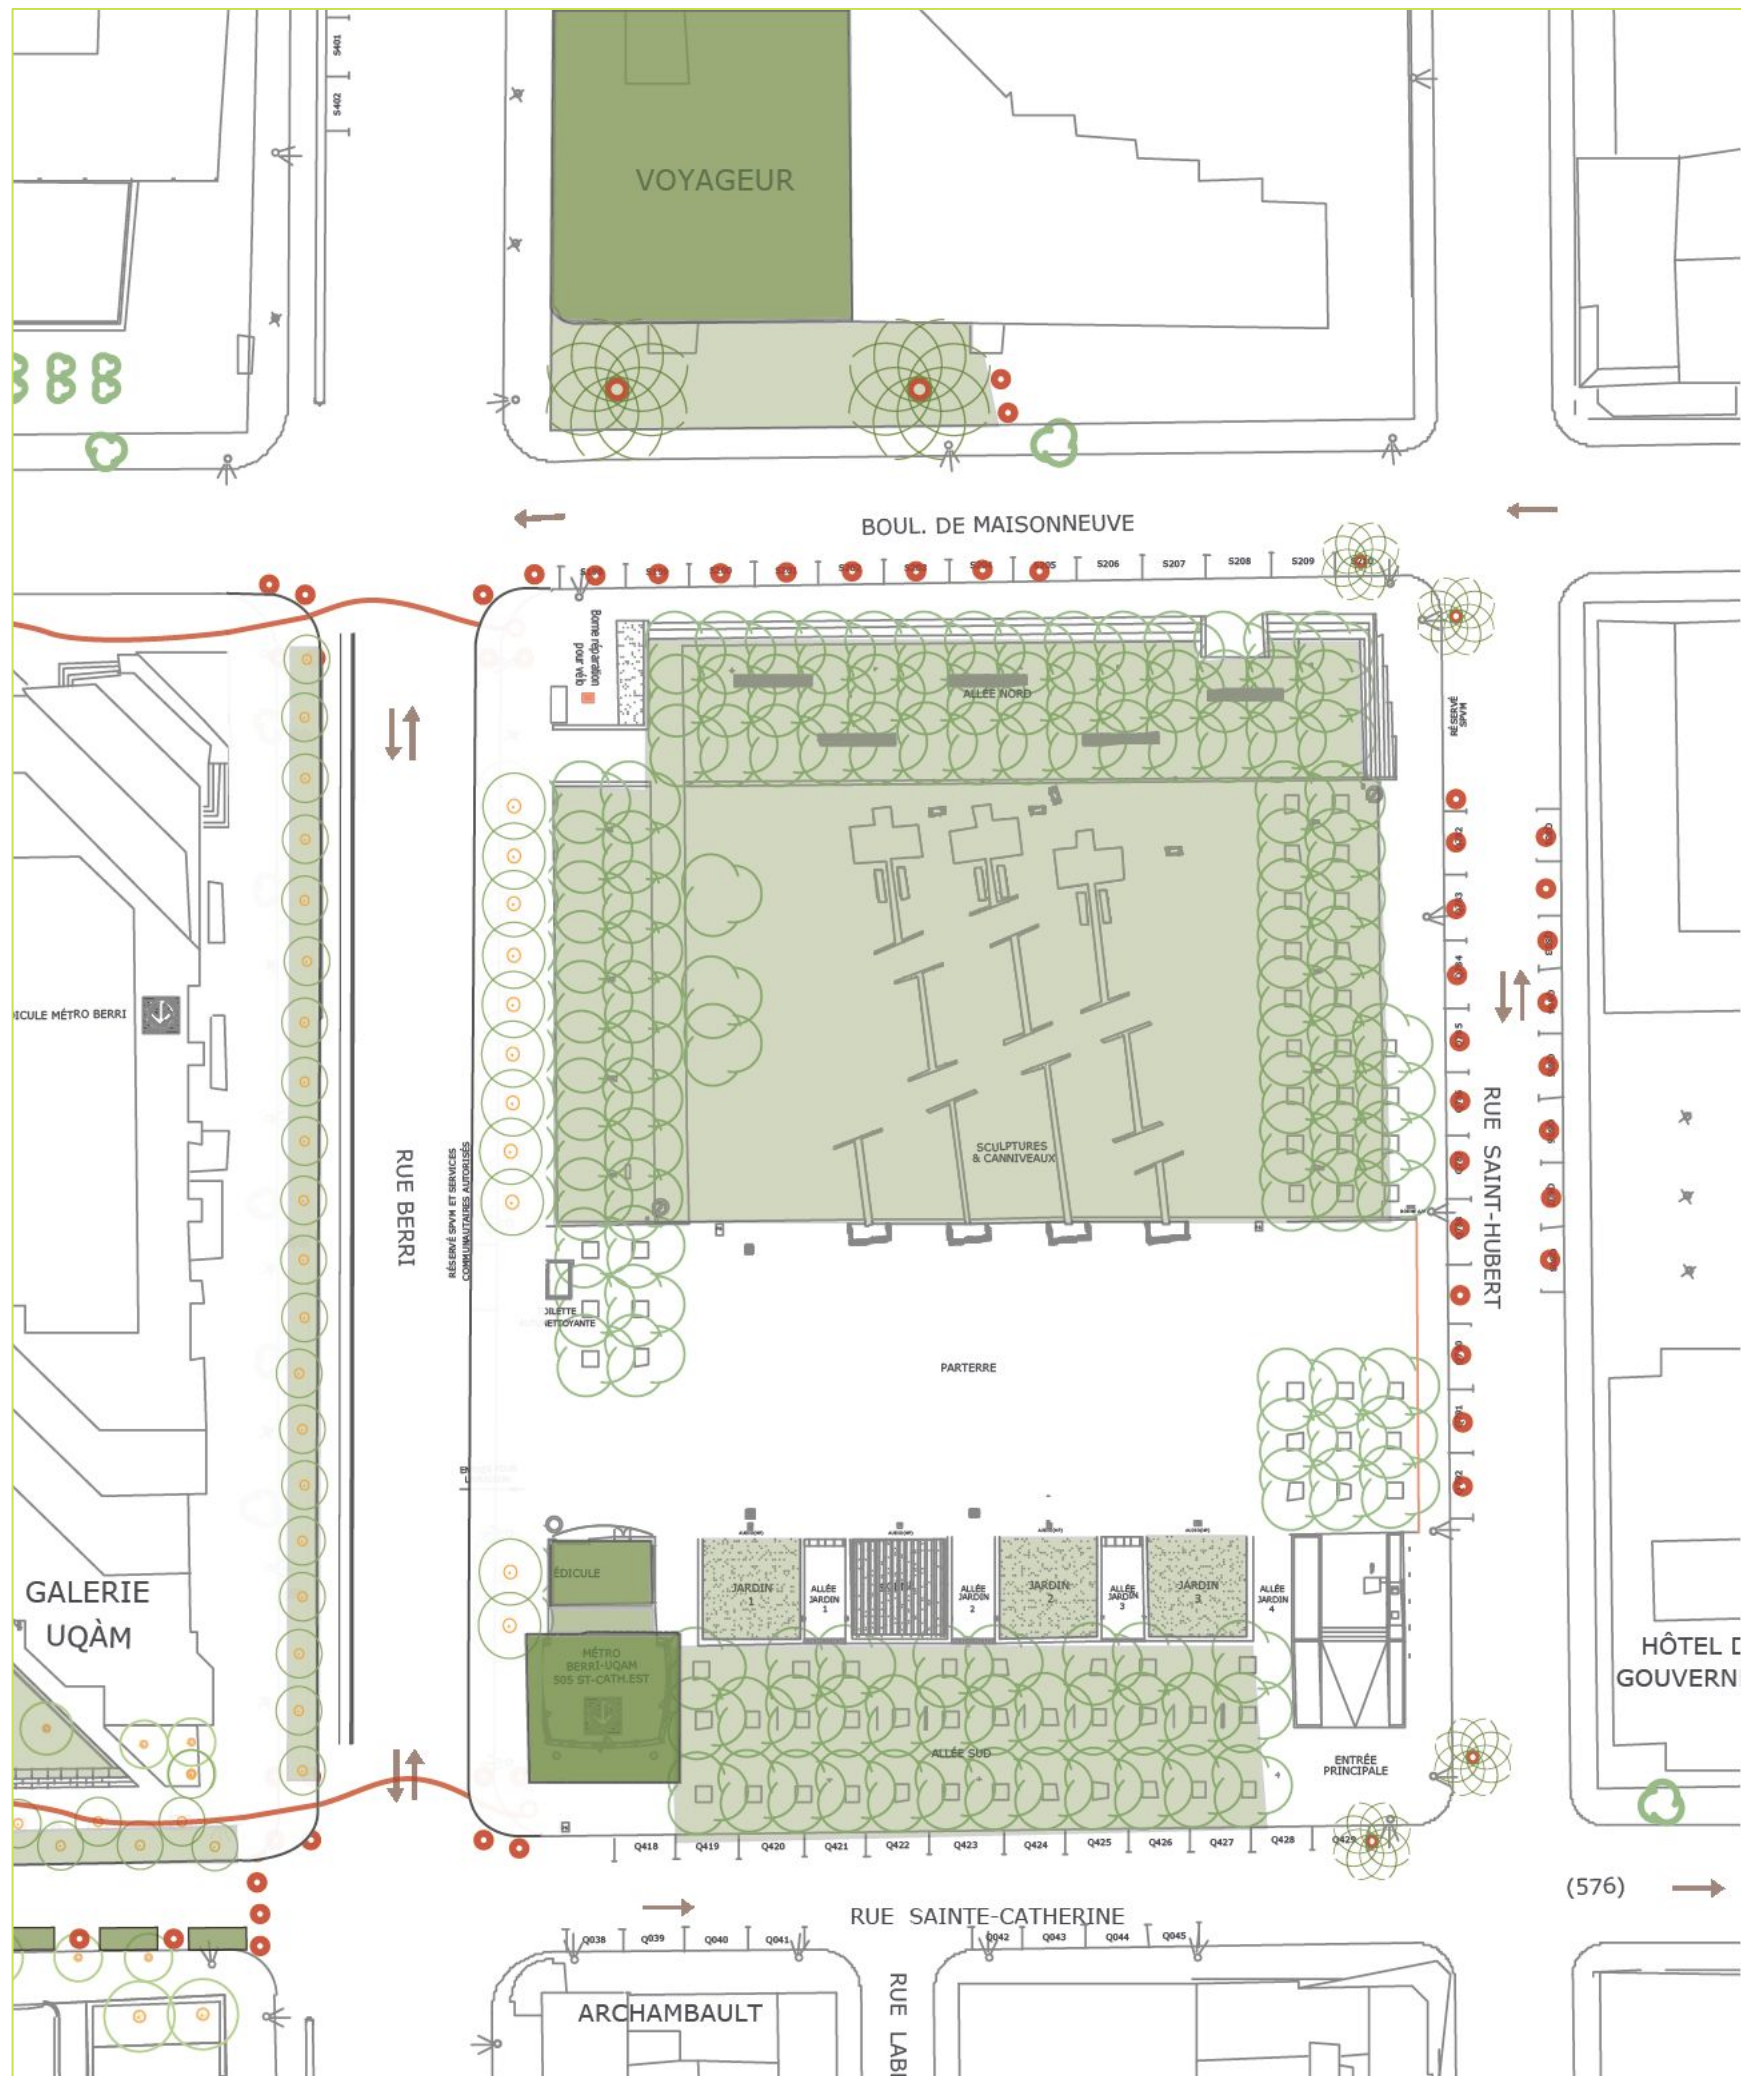 S401
S402
VOYAGEUR
BOUL. DE MAISONNEUVE
S206
S207
S208
S209
Borne réparation
pour vélo
ALLÉE NORD
RÉSERVÉ
SPVM
ICULE MÉTRO BERRI
RUE BERRI
RÉSERVÉ SPVM ET SERVICES
COMMUNAUTAIRES AUTORISÉS
SCULPTURES
& CANNIVEAUX
RUE SAINT-HUBERT
OILETTE
NETTOYANTE
PARTERRE
ÉDICULE
JARDIN
1
ALLÉE
JARDIN
1
ALLÉE
JARDIN
2
JARDIN
2
ALLÉE
JARDIN
3
JARDIN
3
ALLÉE
JARDIN
4
GALERIE
UQÀM
MÉTRO
BERRI-UQAM
505 ST-CATH.EST
HÔTEL D
GOUVERN
ALLÉE SUD
ENTRÉE
PRINCIPALE
Q418
Q419
Q420
Q421
Q422
Q423
Q424
Q425
Q426
Q427
Q428
Q429
(576)
RUE SAINTE-CATHERINE
Q038
Q039
Q040
Q041
Q042
Q043
Q044
Q045
ARCHAMBAULT
RUE LAB